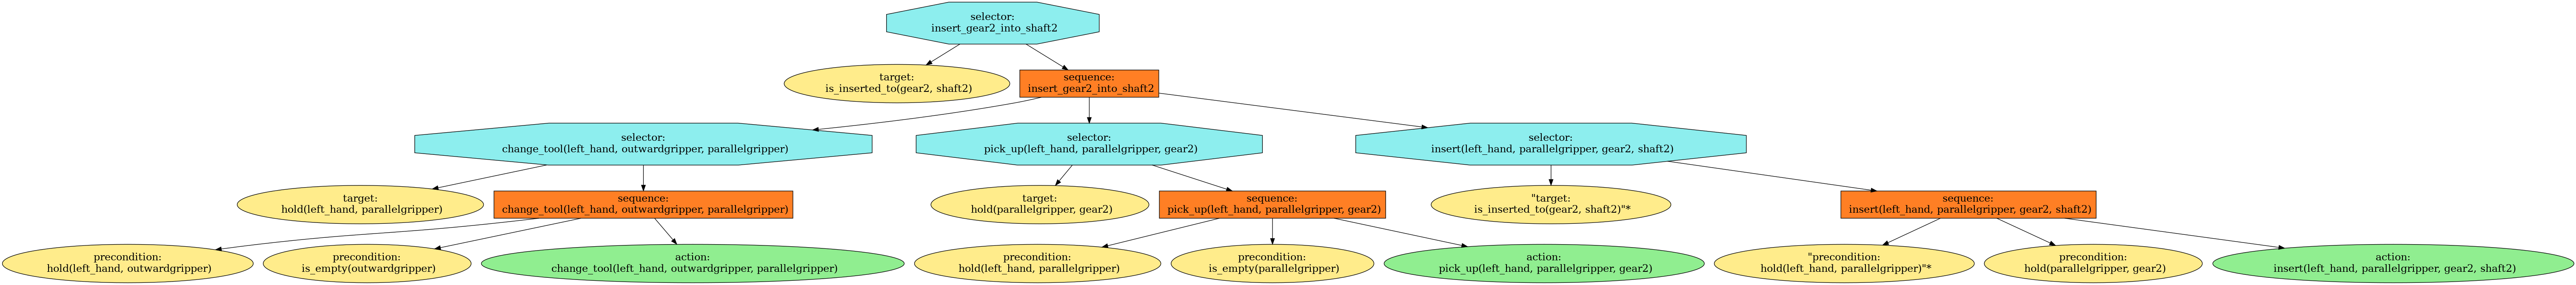 selector:
insert_gear2_into_shaft2
target:
is_inserted_to(gear2, shaft2)
sequence:
insert_gear2_into_shaft2
selector:
change_tool(left_hand, outwardgripper, parallelgripper)
selector:
pick_up(left_hand, parallelgripper, gear2)
selector:
insert(left_hand, parallelgripper, gear2, shaft2)
target:
hold(left_hand, parallelgripper)
sequence:
change_tool(left_hand, outwardgripper, parallelgripper)
target:
hold(parallelgripper, gear2)
sequence:
pick_up(left_hand, parallelgripper, gear2)
"target:
is_inserted_to(gear2, shaft2)"*
sequence:
insert(left_hand, parallelgripper, gear2, shaft2)
precondition:
hold(left_hand, outwardgripper)
precondition:
is_empty(outwardgripper)
action:
change_tool(left_hand, outwardgripper, parallelgripper)
precondition:
hold(left_hand, parallelgripper)
precondition:
is_empty(parallelgripper)
action:
pick_up(left_hand, parallelgripper, gear2)
"precondition:
hold(left_hand, parallelgripper)"*
precondition:
hold(parallelgripper, gear2)
action:
insert(left_hand, parallelgripper, gear2, shaft2)